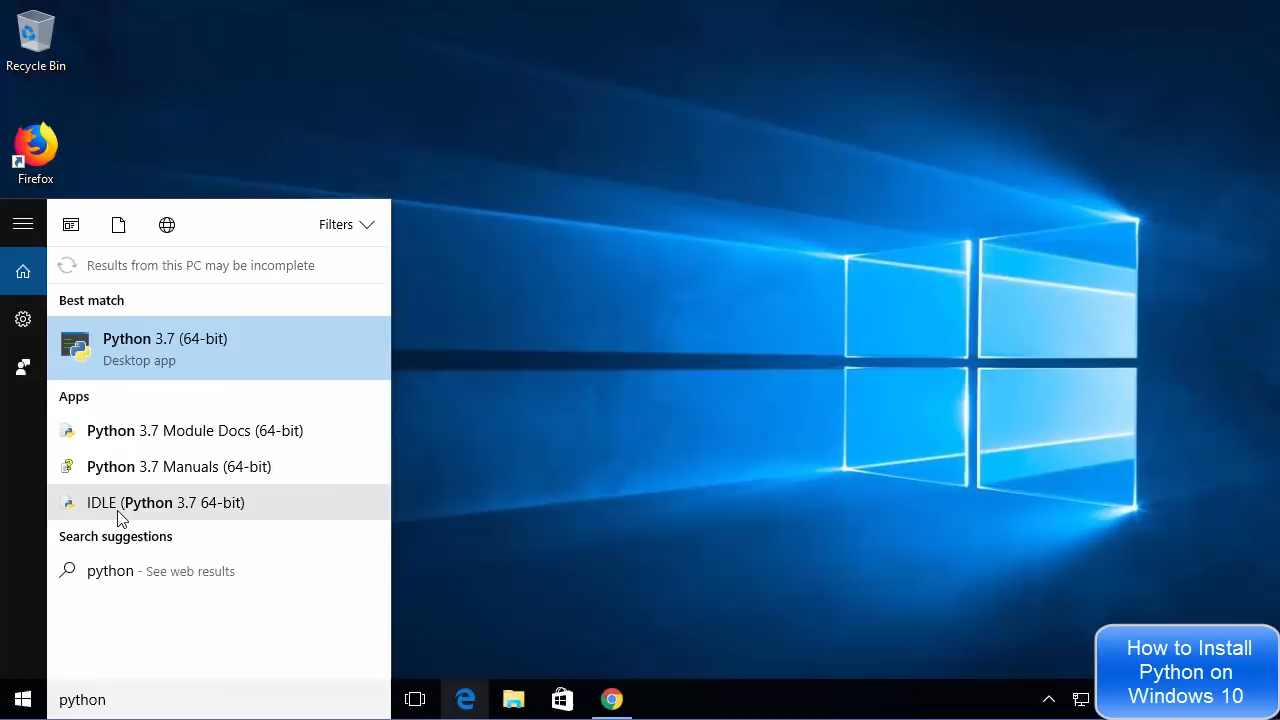 Recycle Bin
Firefox
Filters
Results from this PC may be incomplete
Best match
Python 3.7 (64-bit)
Desktop app
Apps
Python 3.7 Module Docs (64-bit)
Python 3.7 Manuals (64-bit)
IDLE (Python 3.7 64-bit)
Search suggestions
python - See web results
python
How to Install
Python on
Windows 10